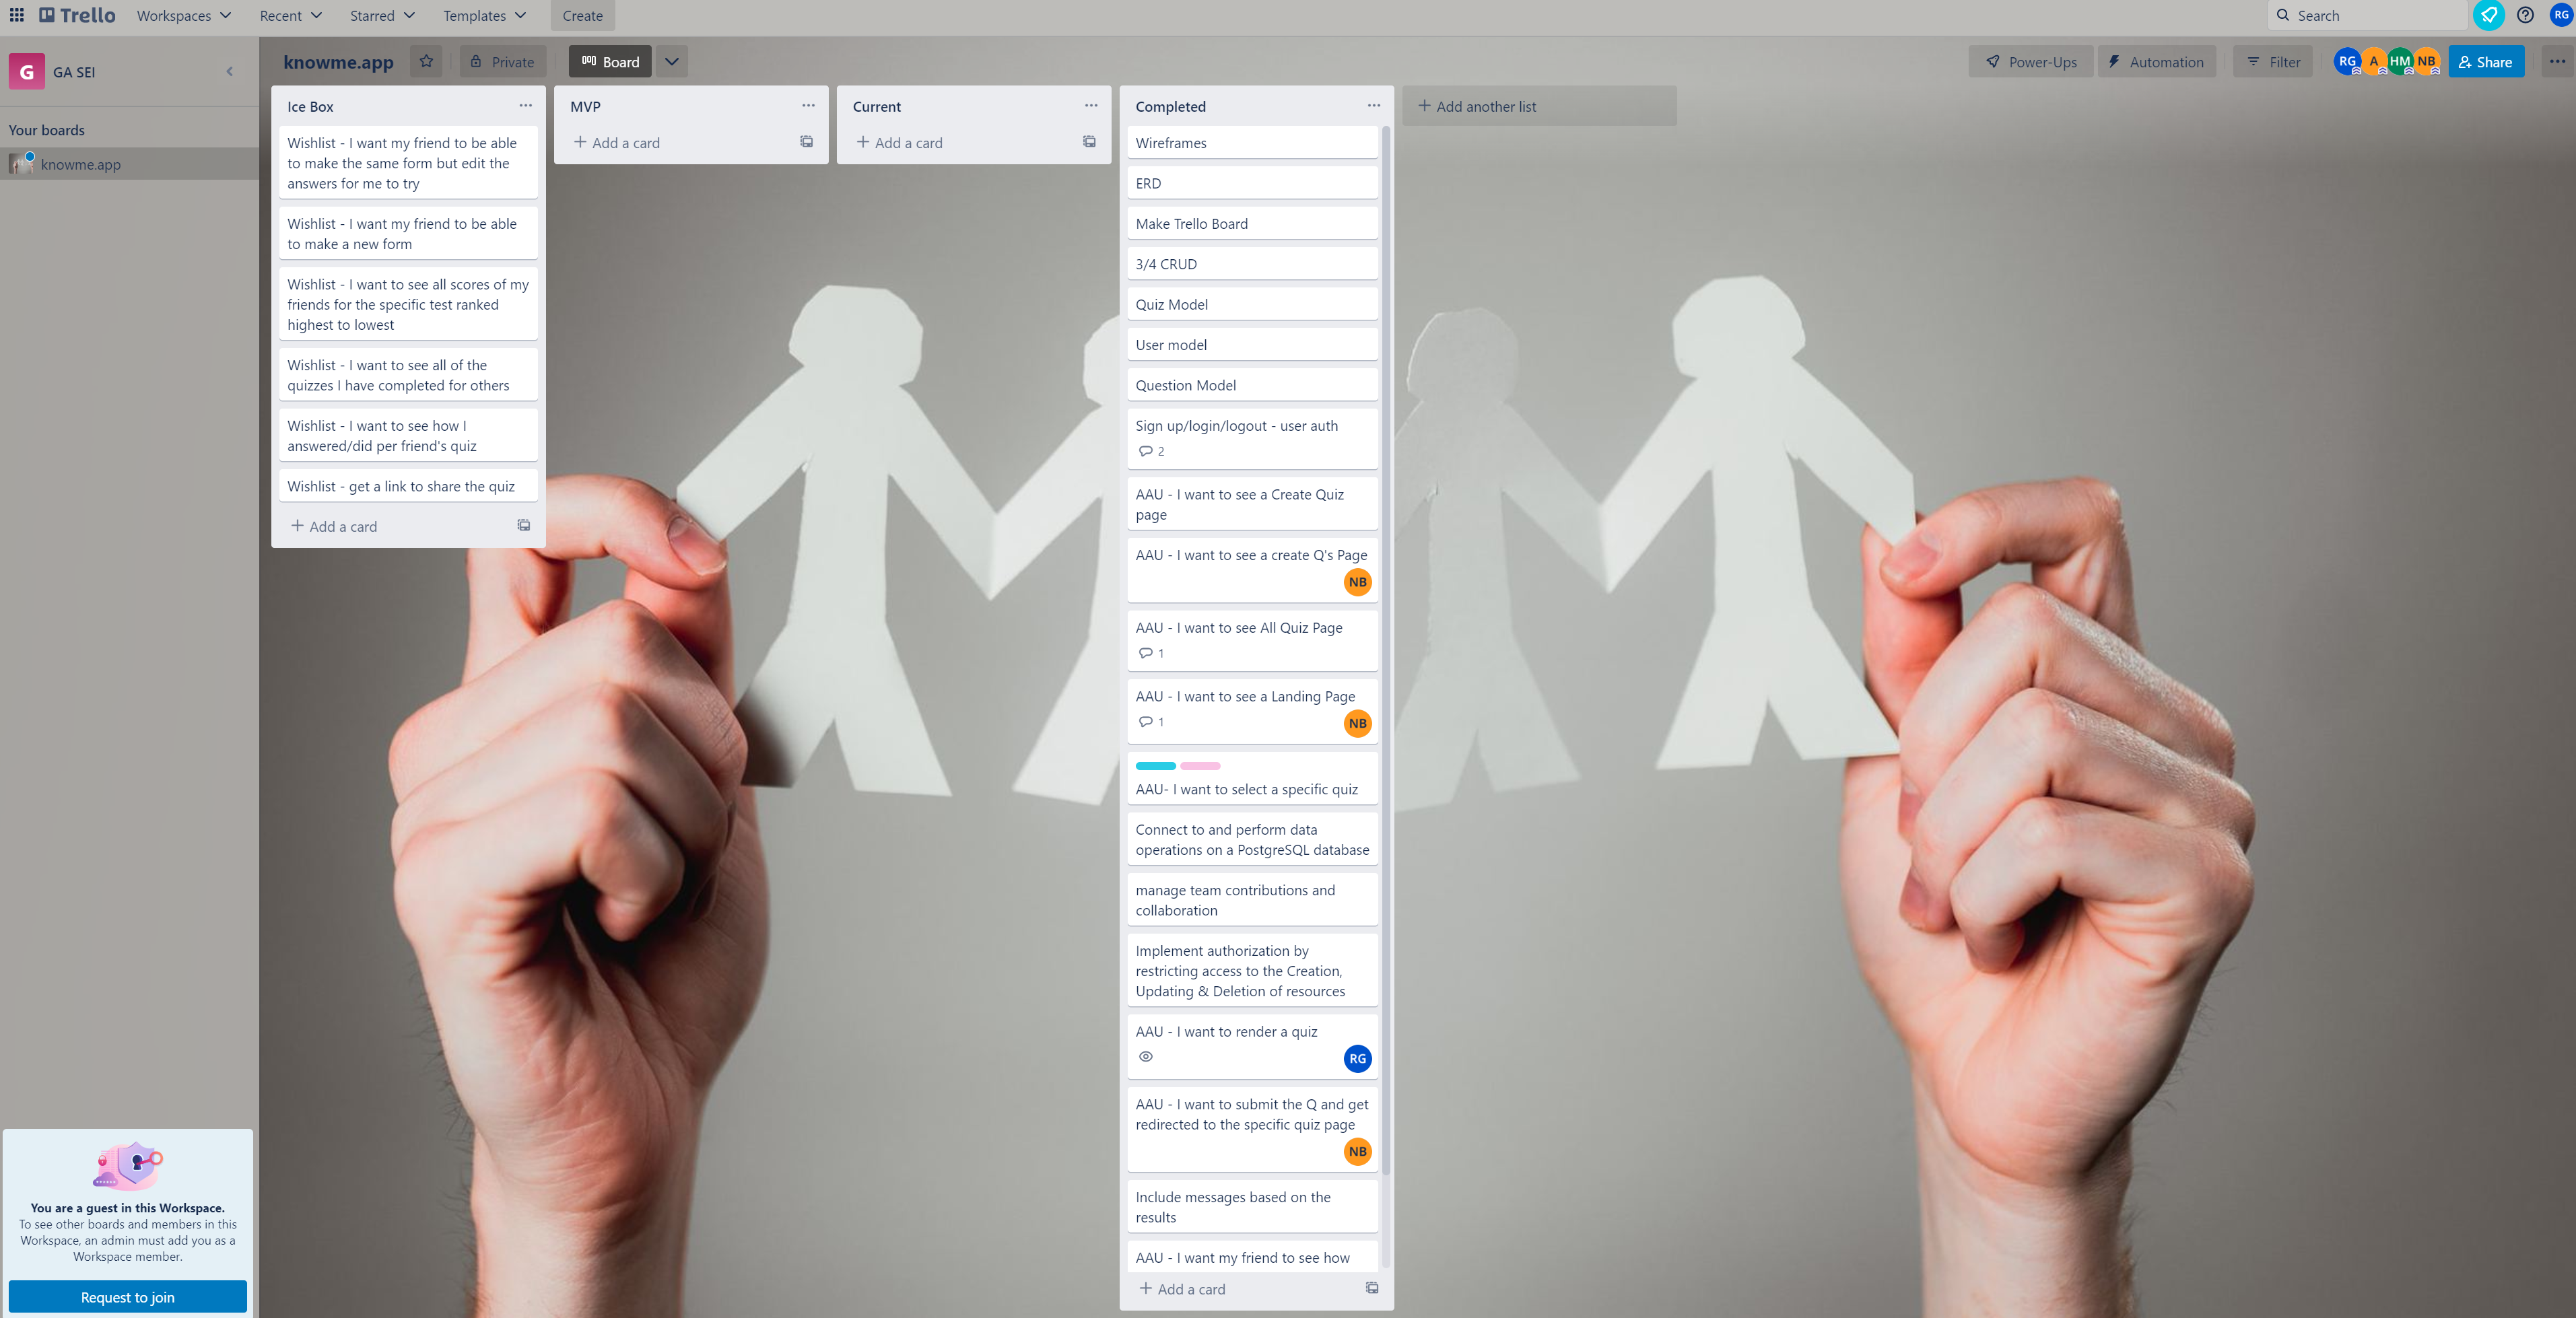 Trello
Workspaces
Recent
Starred
Templates
Create
Search
RG
G
GA SEI
knowme.app
Private
Board
Power-Ups
Automation
Filter
RG
A
HM
NB
Share
Your boards
knowme.app
Ice Box
Wishlist - I want my friend to be able
to make the same form but edit the
answers for me to try
Wishlist - I want my friend to be able
to make a new form
Wishlist - I want to see all scores of my
friends for the specific test ranked
highest to lowest
Wishlist - I want to see all of the
quizzes I have completed for others
Wishlist - I want to see how I
answered/did per friend's quiz
Wishlist - get a link to share the quiz
Add a card
MVP
Add a card
Current
Add a card
Completed
Wireframes
ERD
Make Trello Board
3/4 CRUD
Quiz Model
User model
Question Model
Sign up/login/logout - user auth
2
AAU - I want to see a Create Quiz
page
AAU - I want to see a create Q's Page
NB
AAU - I want to see All Quiz Page
1
AAU - I want to see a Landing Page
1
NB
AAU- I want to select a specific quiz
Connect to and perform data
operations on a PostgreSQL database
manage team contributions and
collaboration
Implement authorization by
restricting access to the Creation,
Updating & Deletion of resources
AAU - I want to render a quiz
RG
AAU - I want to submit the Q and get
redirected to the specific quiz page
NB
Include messages based on the
results
AAU - I want my friend to see how
Add a card
Add another list
You are a guest in this Workspace.
To see other boards and members in this
Workspace, an admin must add you as a
Workspace member.
Request to join